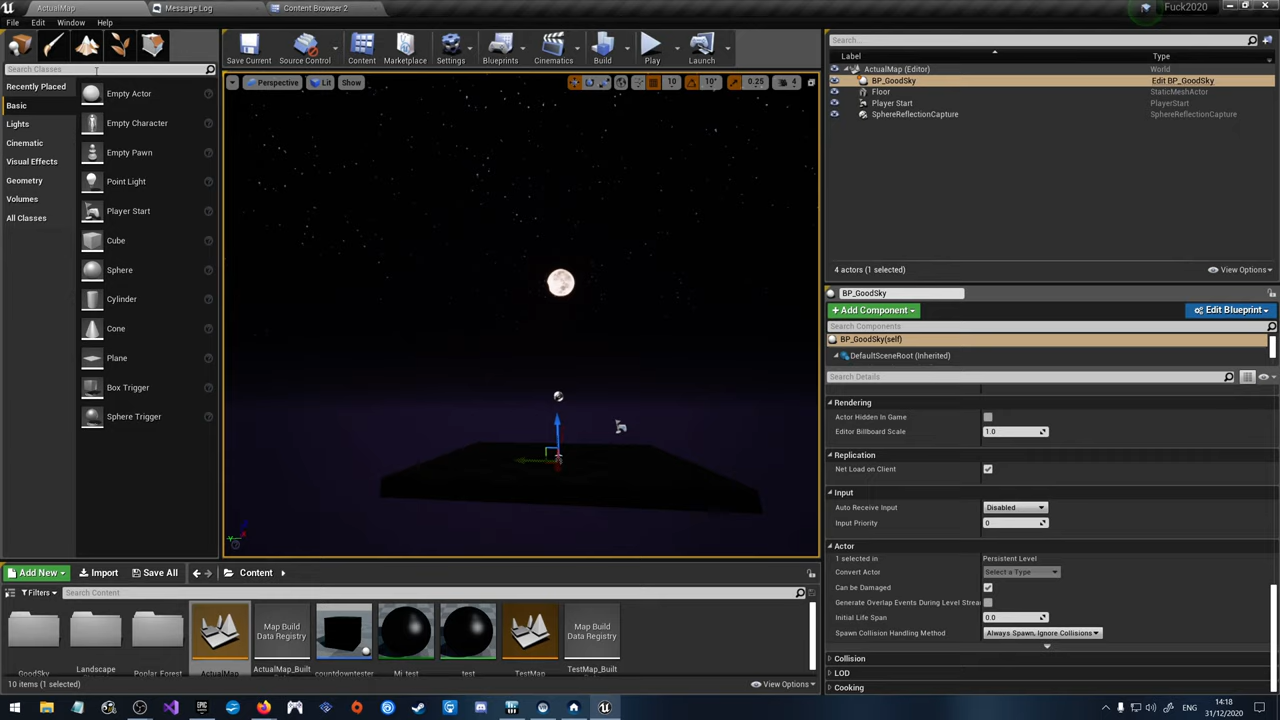 ActualMap
Message Log
Content Browser 2
Fuck2020
File Edit Window Help
Search Classes
Recently Placed
Basic
Lights
Cinematic
Visual Effects
Geometry
Volumes
All Classes
Empty Actor
Empty Character
Empty Pawn
Point Light
Player Start
Cube
Sphere
Cylinder
Cone
Plane
Box Trigger
Sphere Trigger
Save Current Source Control Content Marketplace Settings Blueprints Cinematics Build Play Launch
Perspective Lit Show 10 10° 0.25 4
Search...
Label Type
ActualMap (Editor) World
BP_GoodSky Edit BP_GoodSky
Floor StaticMeshActor
Player Start PlayerStart
SphereReflectionCapture SphereReflectionCapture
4 actors (1 selected) View Options
BP_GoodSky
+ Add Component Edit Blueprint
Search Components
BP_GoodSky(self)
DefaultSceneRoot (Inherited)
Search Details
Rendering
Actor Hidden In Game
Editor Billboard Scale 1.0
Replication
Net Load on Client
Input
Auto Receive Input Disabled
Input Priority 0
Actor
1 selected in Persistent Level
Convert Actor Select a Type
Can be Damaged
Generate Overlap Events During Level Strea
Initial Life Span 0.0
Spawn Collision Handling Method Always Spawn, Ignore Collisions
Collision
LOD
Cooking
Add New Import Save All Content
Filters Search Content
GoodSky
Landscape
Poplar_Forest
ActualMap
Map Build
Data Registry
ActualMap_Built
countdowntester
Mi_test
test
TestMap
Map Build
Data Registry
TestMap_Built
10 items (1 selected) View Options
ENG
14:18
31/12/2020